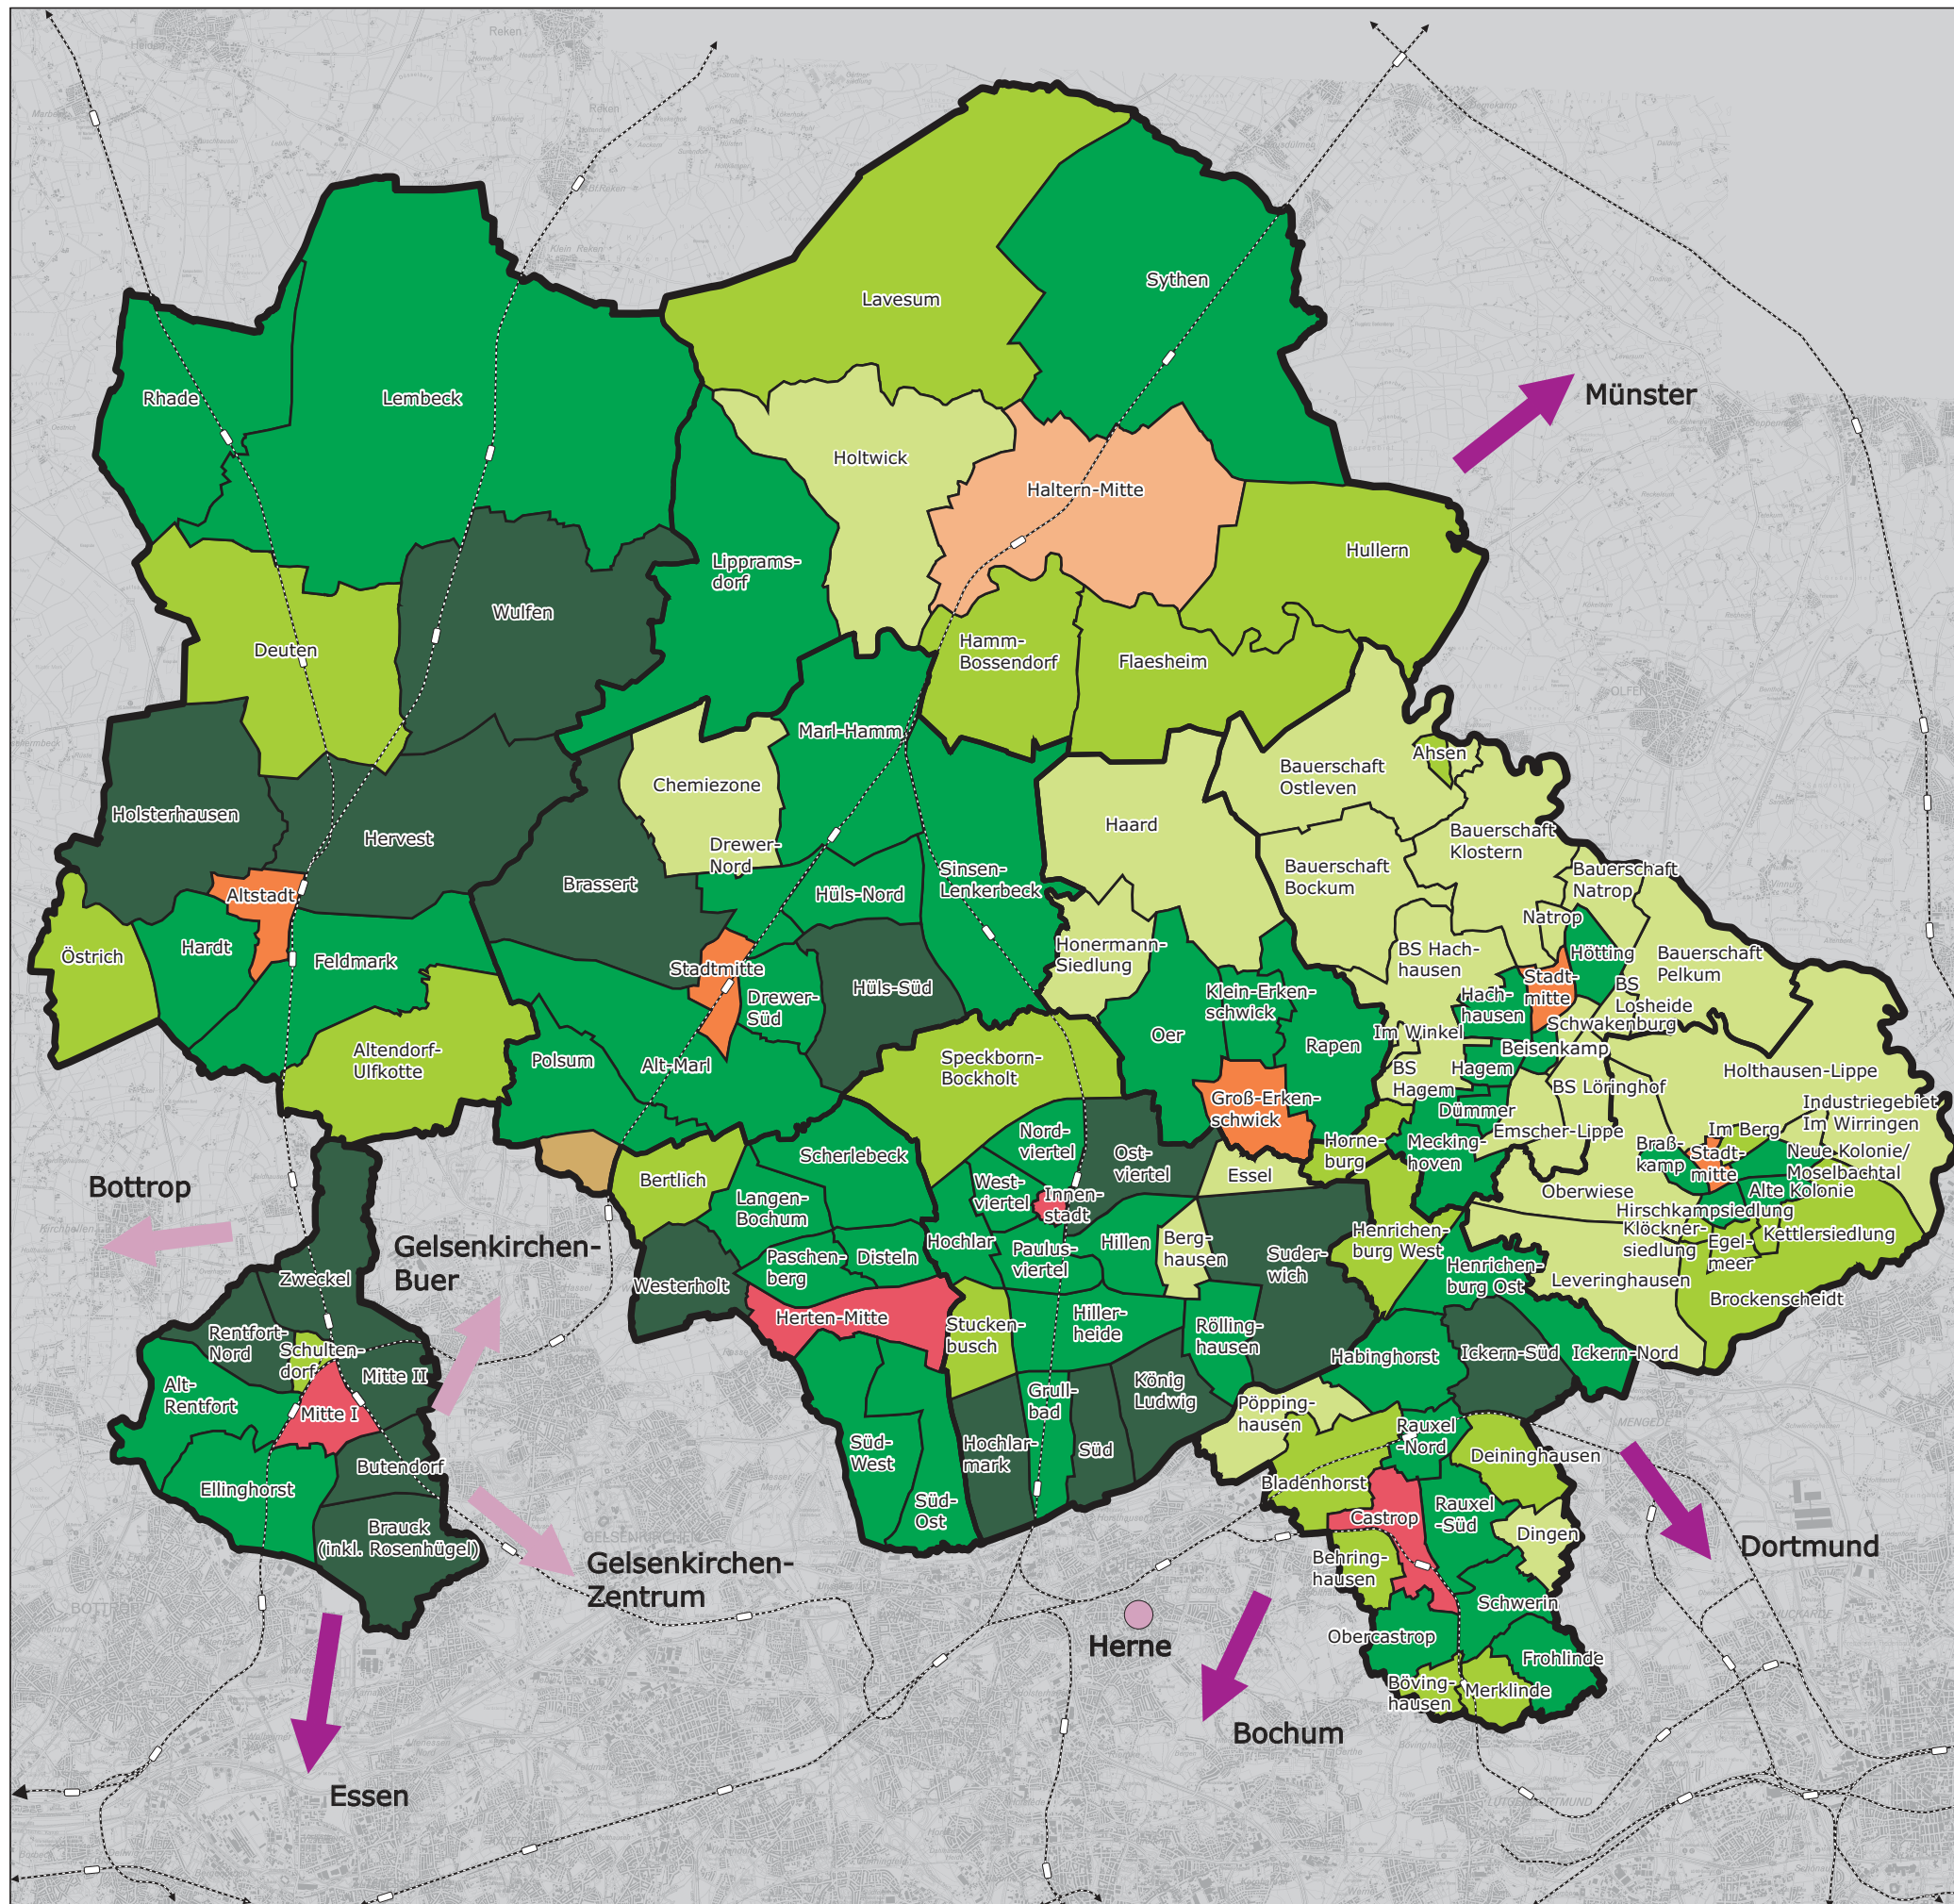 Reken
Reken
Klein Reken
Lavesum
Sythen
Münster
Rhade
Lembeck
Holtwick
Haltern-Mitte
Hullern
Lipprams-
dorf
Wulfen
Deuten
Hamm-
Bossendorf
Flaesheim
OLFEN
Marl-Hamm
Ahsen
Bauerschaft
Ostleven
Chemiezone
Holsterhausen
Hervest
Haard
Bauerschaft
Klostern
Drewer-
Nord
Bauerschaft
Bockum
Bauerschaft
Natrop
Sinsen-
Lenkerbeck
Brassert
Hüls-Nord
Altstadt
Natrop
Hardt
Östrich
Feldmark
Honermann-
Siedlung
BS Hach-
hausen
Hötting
Bauerschaft
Pelkum
Stadtmitte
Stadt-
mitte
BS
Losheide
Drewer-
Süd
Hüls-Süd
Klein-Erken-
schwick
Hach-
hausen
Schwakenburg
Oer
Rapen
Im Winkel
Beisenkamp
Altendorf-
Ulfkotte
Polsum
Alt-Marl
Speckborn-
Bockholt
BS
Hagem
Hagem
BS Löringhof
Holthausen-Lippe
Groß-Erken-
schwick
Dümmer
Industriegebiet
Im Wirringen
Emscher-Lippe
Im Berg
Nord-
viertel
Horne-
burg
Mecking-
hoven
Braß-
kamp
Stadt-
mitte
Neue Kolonie/
Moselbachtal
Scherlebeck
Ost-
viertel
Essel
Bertlich
Langen-
Bochum
West-
viertel
Innen-
stadt
Oberwiese
Alte Kolonie
Hirschkampsiedlung
Bottrop
Klöckner-
siedlung
Egel-
meer
Kettlersiedlung
Gelsenkirchen-
Buer
Hochlar
Paulus-
viertel
Hillen
Berg-
hausen
Suder-
wich
Henrichen-
burg West
Paschen-
berg
Disteln
Henrichen-
burg Ost
Leveringhausen
Zweckel
Westerholt
Brockenscheidt
Herten-Mitte
Stucken-
busch
Hiller-
heide
Rölling-
hausen
Rentfort-
Nord
Schulten-
dorf
Mitte II
Habinghorst
Ickern-Süd
Ickern-Nord
Alt-
Rentfort
Mitte I
Grull-
bad
König
Ludwig
Pöpping-
hausen
Rauxel
-Nord
MENGEDE
Süd-
West
Hochlar-
mark
Süd
Deininghausen
Butendorf
Ellinghorst
Bladenhorst
Süd-
Ost
Castrop
Rauxel
-Süd
Dingen
Brauck
(inkl. Rosenhügel)
Dortmund
Gelsenkirchen-
Zentrum
Behring-
hausen
Schwerin
Herne
Obercastrop
Frohlinde
Böving-
hausen
Merklinde
Bochum
Essen